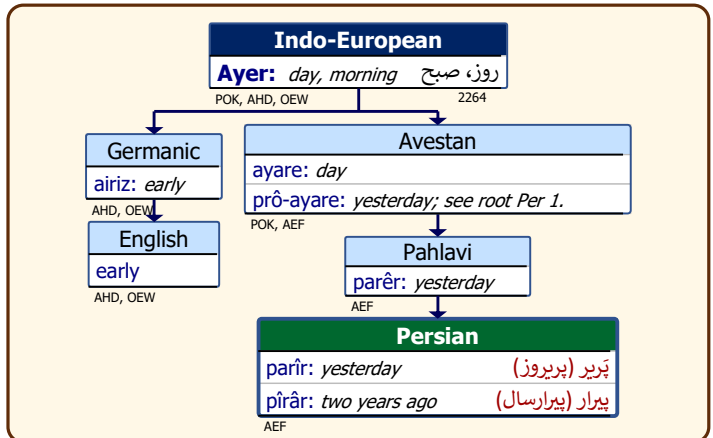 Indo-European
Ayer: day, morning روز، صبح
POK, AHD, OEW 2264
Germanic
airiz: early
AHD, OEW
English
early
AHD, OEW
Avestan
ayare: day
prô-ayare: yesterday; see root Per 1.
POK, AEF
Pahlavi
parêr: yesterday
AEF
Persian
parîr: yesterday پَریر (پریروز)
pîrâr: two years ago پیرار (پیرارسال)
AEF